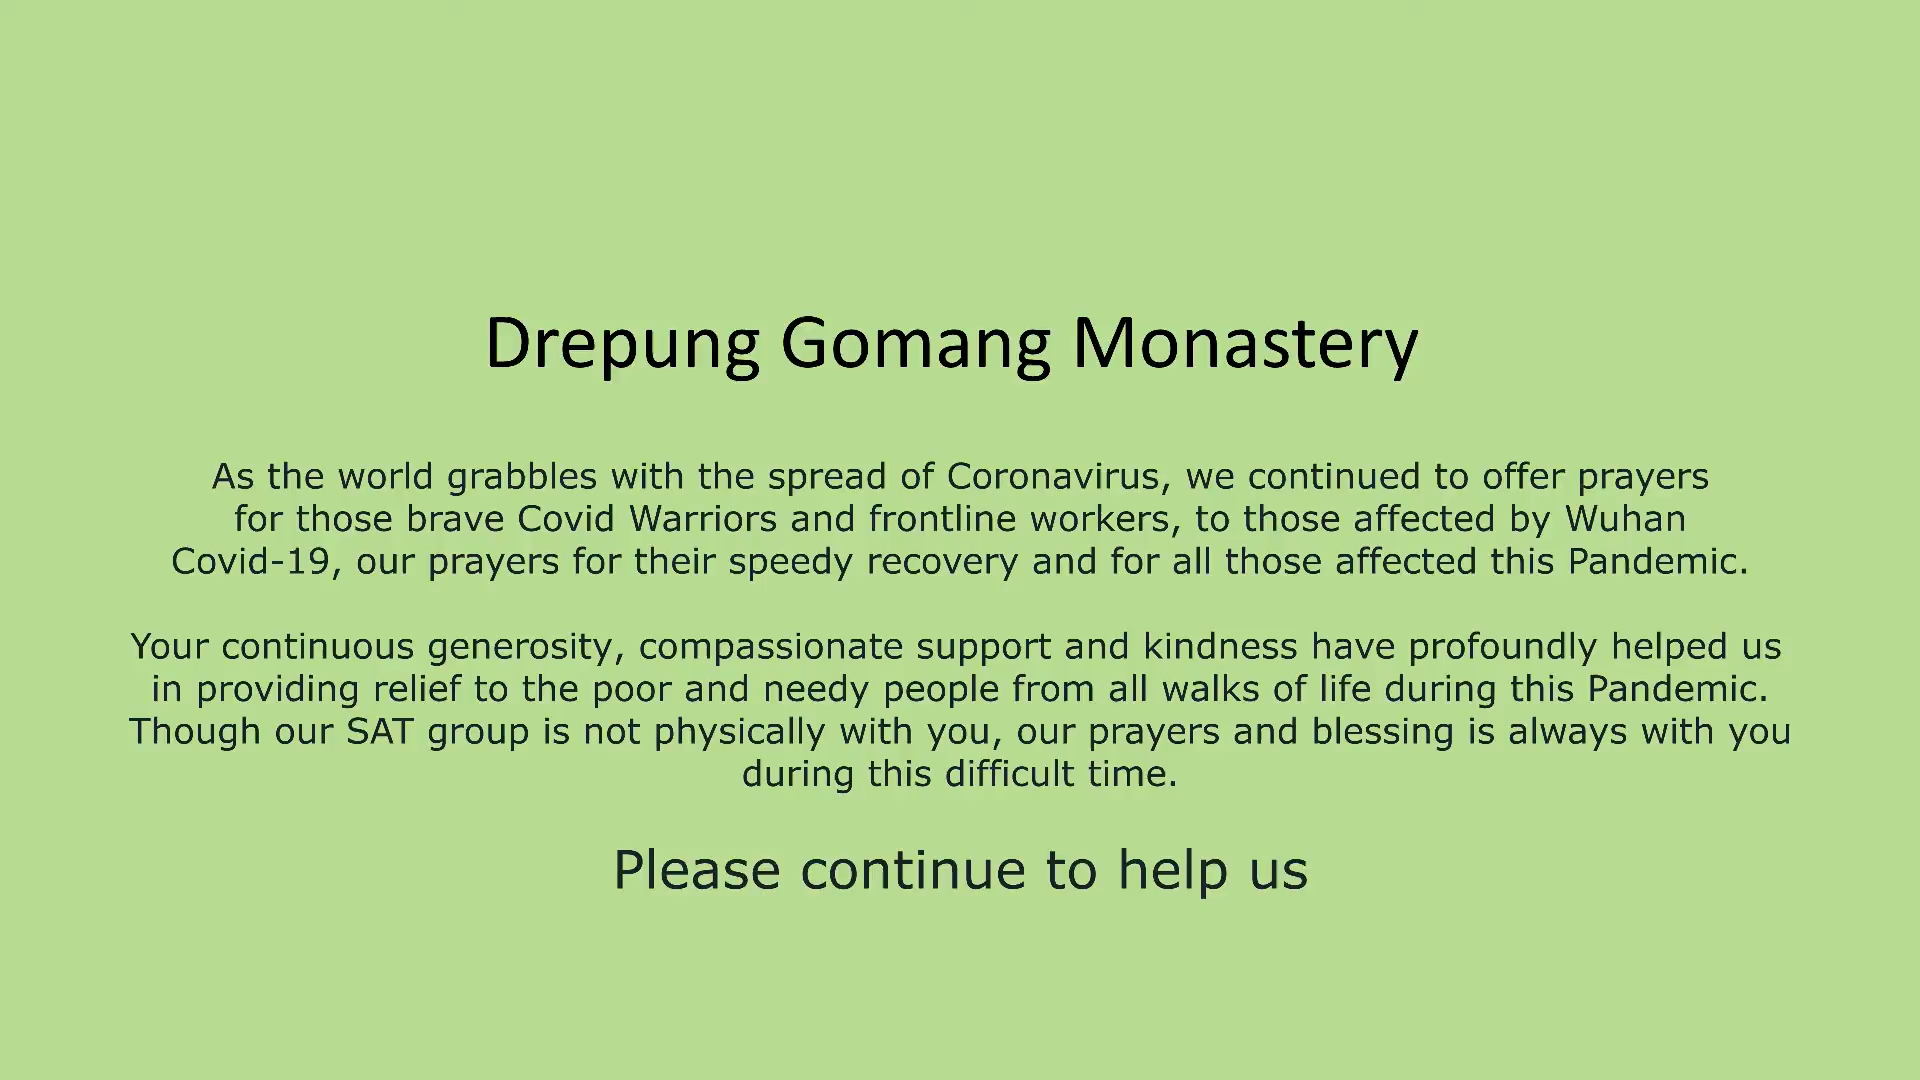 Drepung Gomang Monastery
As the world grabbles with the spread of Coronavirus, we continued to offer prayers
for those brave Covid Warriors and frontline workers, to those affected by Wuhan
Covid-19, our prayers for their speedy recovery and for all those affected this Pandemic.
Your continuous generosity, compassionate support and kindness have profoundly helped us
in providing relief to the poor and needy people from all walks of life during this Pandemic.
Though our SAT group is not physically with you, our prayers and blessing is always with you
during this difficult time.
Please continue to help us